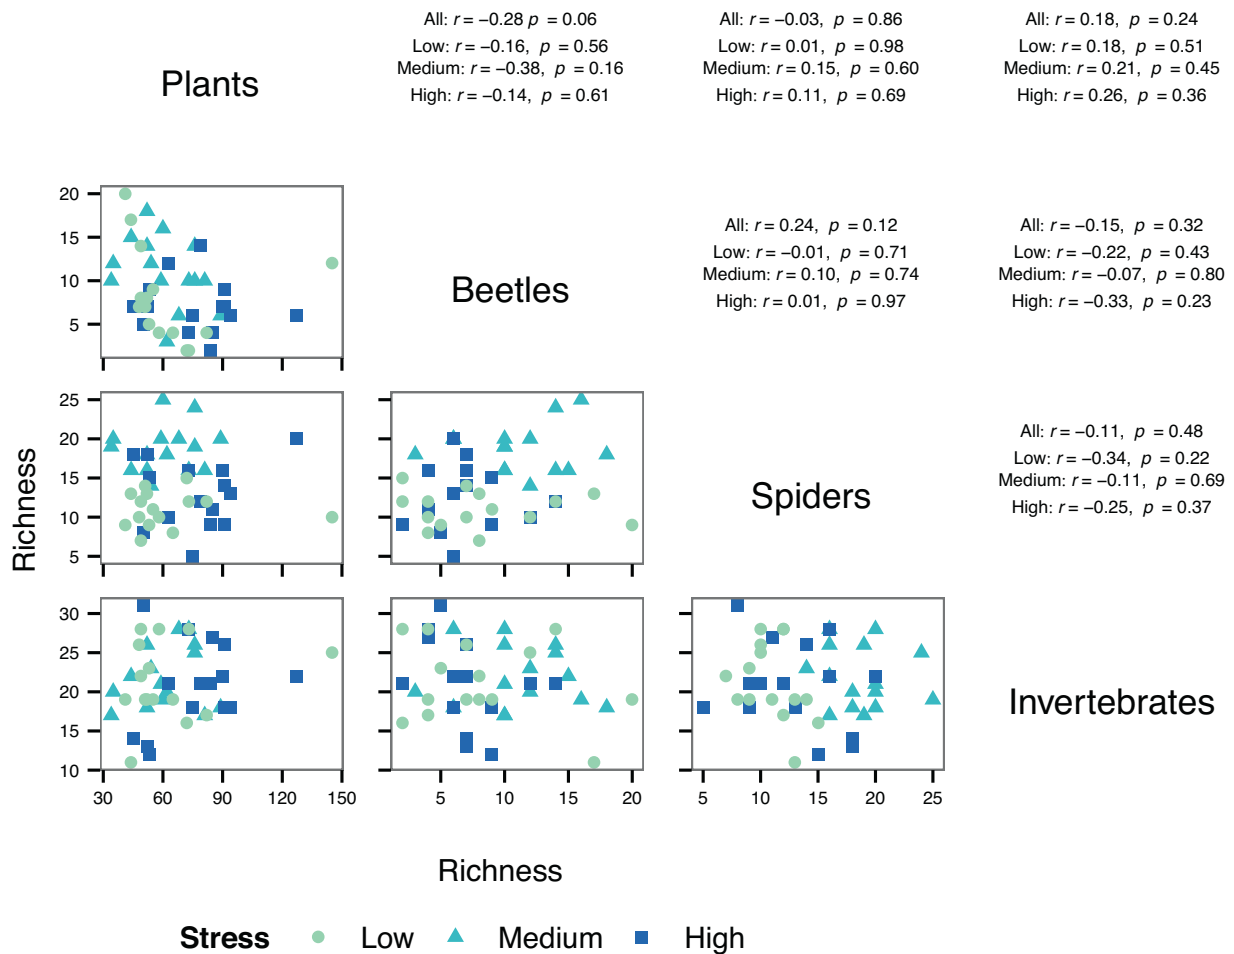 All: r = −0.28 p = 0.06
Low: r = −0.16, p = 0.56
Medium: r = −0.38, p = 0.16
High: r = −0.14, p = 0.61
All: r = −0.03, p = 0.86
Low: r = 0.01, p = 0.98
Medium: r = 0.15, p = 0.60
High: r = 0.11, p = 0.69
All: r = 0.18, p = 0.24
Low: r = 0.18, p = 0.51
Medium: r = 0.21, p = 0.45
High: r = 0.26, p = 0.36
Plants
20
15
10
5
Beetles
All: r = 0.24, p = 0.12
Low: r = −0.01, p = 0.71
Medium: r = 0.10, p = 0.74
High: r = 0.01, p = 0.97
All: r = −0.15, p = 0.32
Low: r = −0.22, p = 0.43
Medium: r = −0.07, p = 0.80
High: r = −0.33, p = 0.23
25
20
15
10
5
Spiders
All: r = −0.11, p = 0.48
Low: r = −0.34, p = 0.22
Medium: r = −0.11, p = 0.69
High: r = −0.25, p = 0.37
Richness
30
25
20
15
10
Invertebrates
30 60 90 120 150
5 10 15 20
5 10 15 20 25
Richness
Stress Low Medium High